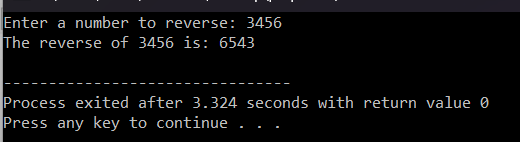 Enter a number to reverse: 3456
The reverse of 3456 is: 6543
--------------------------------
Process exited after 3.324 seconds with return value 0
Press any key to continue . . .